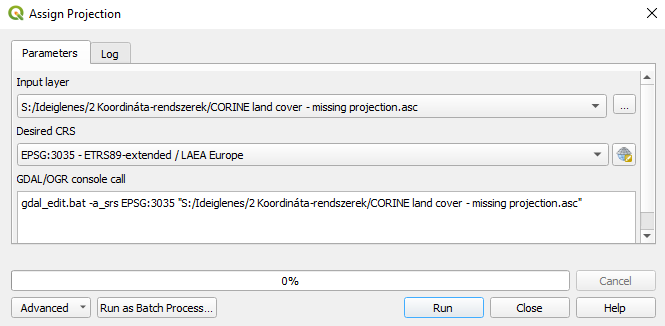 Assign Projection
Parameters
Log
Input layer
S:/Ideiglenes/2 Koordináta-rendszerek/CORINE land cover - missing projection.asc
...
Desired CRS
EPSG:3035 - ETRS89-extended / LAEA Europe
GDAL/OGR console call
gdal_edit.bat -a_srs EPSG:3035 "S:/Ideiglenes/2 Koordináta-rendszerek/CORINE land cover - missing projection.asc"
0%
Cancel
Advanced
Run as Batch Process...
Run
Close
Help